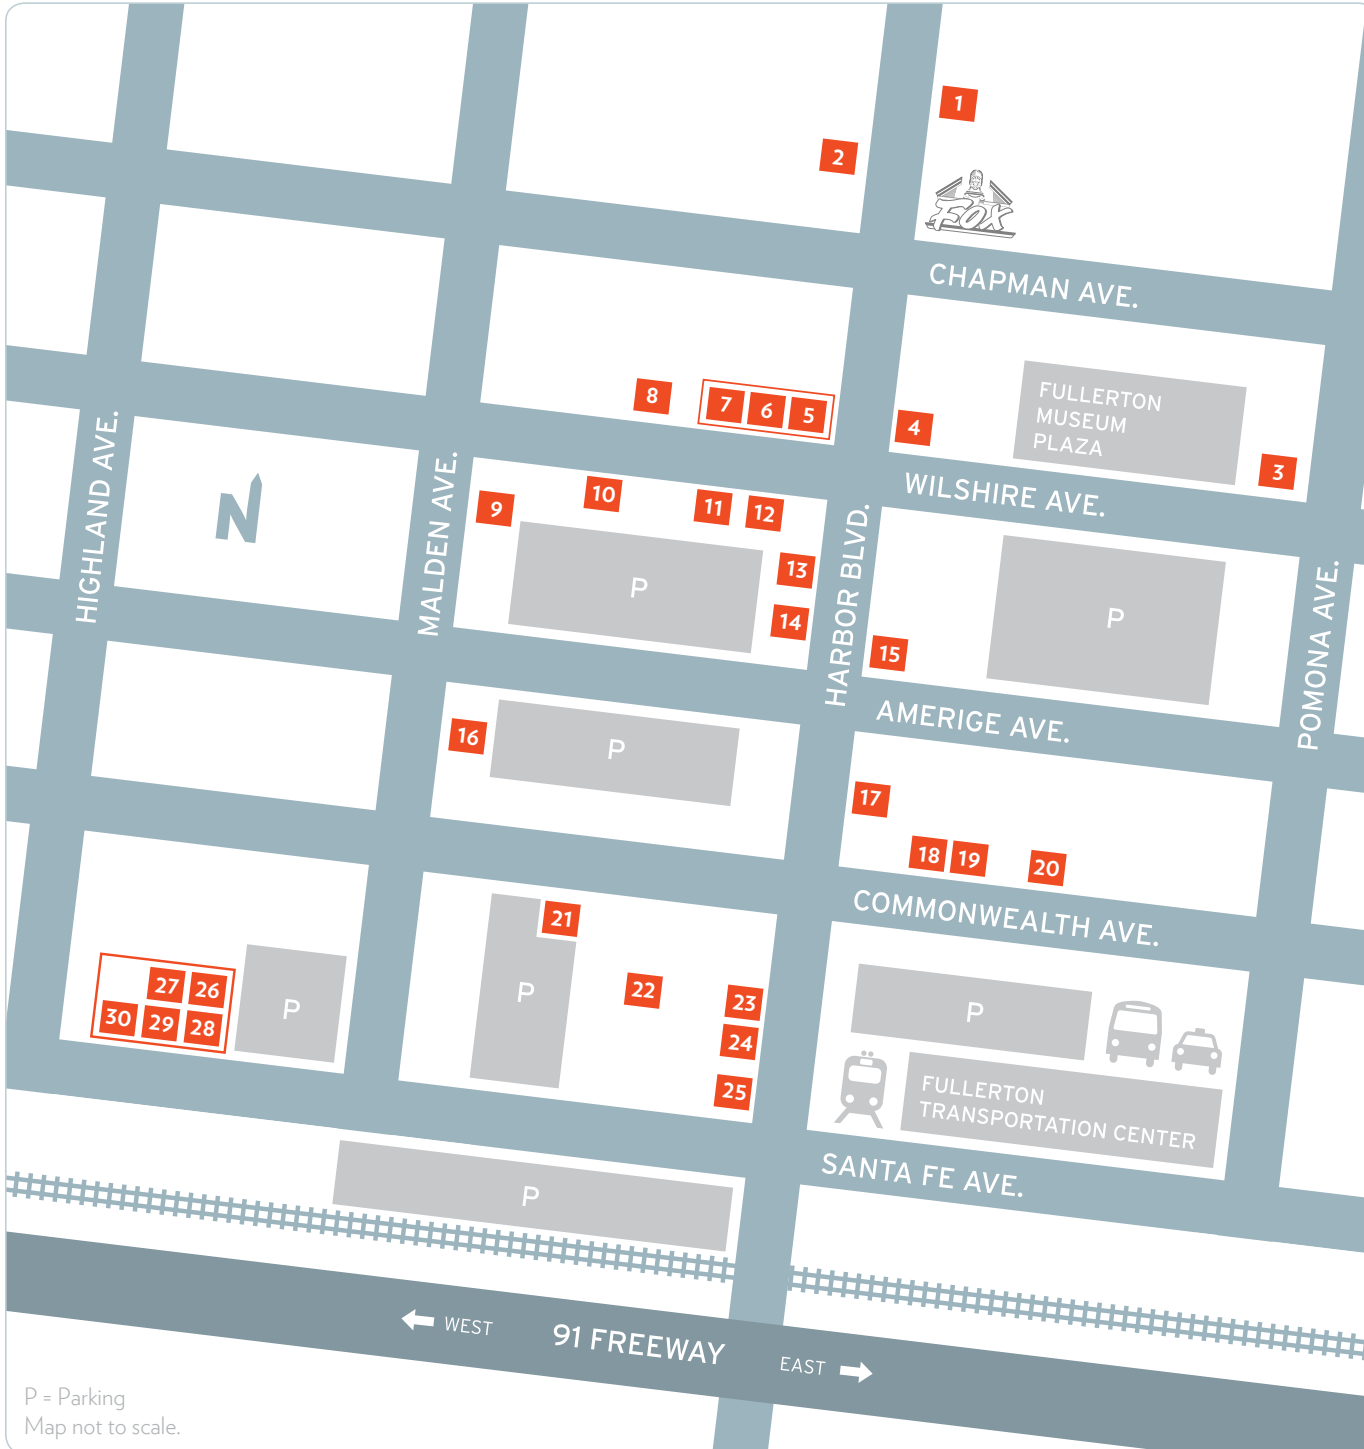 1
2
FOX
CHAPMAN AVE.
FULLERTON
MUSEUM
PLAZA
8
7 6 5
4
3
WILSHIRE AVE.
HIGHLAND AVE.
N
MALDEN AVE.
9
10
11
12
P
13
14
HARBOR BLVD.
15
P
POMONA AVE.
AMERIGE AVE.
16
P
17
18 19
20
COMMONWEALTH AVE.
21
P
22
23
24
25
27 26
30 29 28
P
P
FULLERTON
TRANSPORTATION CENTER
SANTA FE AVE.
P
WEST
91 FREEWAY
EAST
P = Parking
Map not to scale.